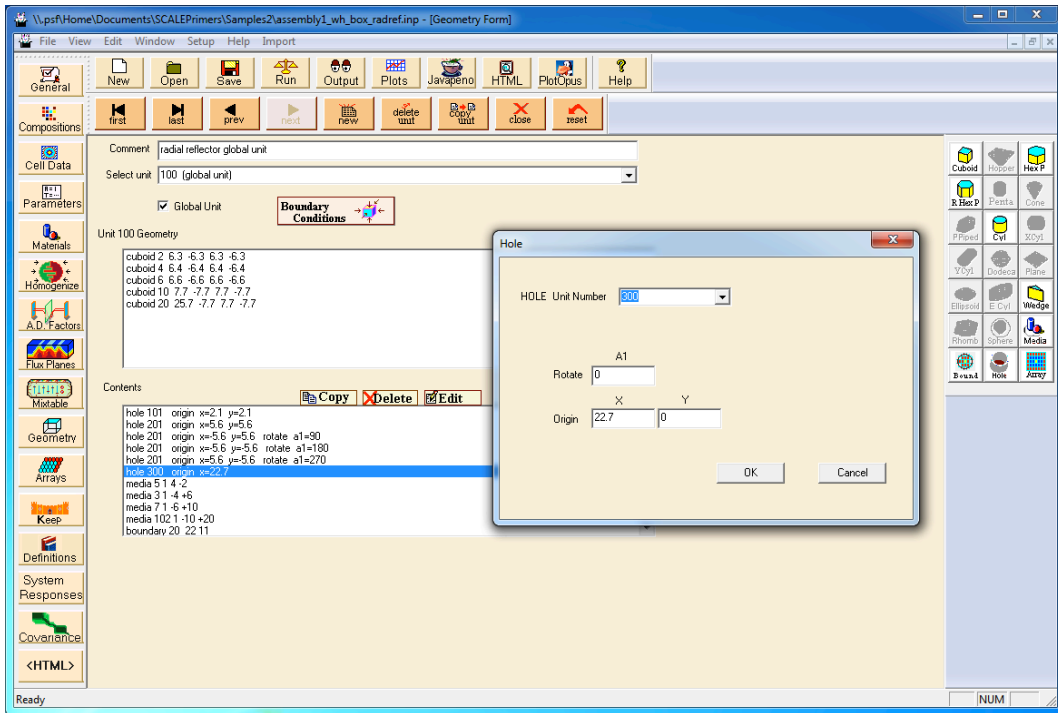 \\.psf\Home\Documents\SCALEPrimers\Samples2\assembly1_wh_box_radref.inp - [Geometry Form]
File View Edit Window Setup Help Import
General
New Open Save Run Output Plots Javapeno HTML PlotOpus Help
Compositions
first last prev next new delete unit copy unit close reset
Cell Data
Comment radial reflector global unit
Select unit 100 (global unit)
Parameters
Global Unit
Boundary Conditions
Materials
Unit 100 Geometry
cuboid 2 6.3 -6.3 6.3 -6.3
cuboid 4 6.4 -6.4 6.4 -6.4
cuboid 6 6.6 -6.6 6.6 -6.6
cuboid 10 7.7 -7.7 7.7 -7.7
cuboid 20 25.7 -7.7 7.7 -7.7
Homogenize
A.D. Factors
Flux Planes
Mixtable
Geometry
Arrays
Keep
Definitions
System Responses
Covariance
<HTML>
Contents
Copy Delete Edit
hole 101 origin x=2.1 y=2.1
hole 201 origin x=5.6 y=5.6
hole 201 origin x=-5.6 y=5.6 rotate a1=90
hole 201 origin x=-5.6 y=-5.6 rotate a1=180
hole 201 origin x=5.6 y=-5.6 rotate a1=270
hole 300 origin x=22.7
media 5 1 4 -2
media 3 1 -4 +6
media 7 1 -6 +10
media 102 1 -10 +20
boundary 20 22 11
Hole
HOLE Unit Number 300
A1
Rotate 0
X Y
Origin 22.7 0
OK Cancel
Cuboid Hopper Hex P
R Hex P Penta Cone
PPiped Cyl XCyl
YCyl Dodeca Plane
Ellipsoid E Cyl Wedge
Rhomb Sphere Media
Bound Hole Array
Ready
NUM